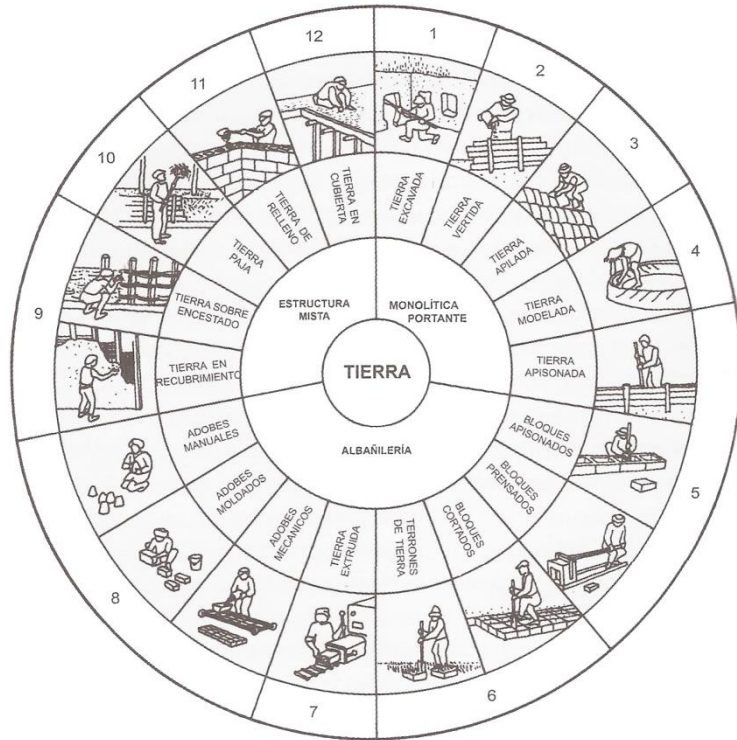 12
1
2
3
4
5
6
7
8
9
10
11
TIERRA
ESTRUCTURA
MISTA
MONOLÍTICA
PORTANTE
ALBAÑILERÍA
TIERRA
EXCAVADA
TIERRA
VERTIDA
TIERRA
APILADA
TIERRA
MODELADA
TIERRA
APISONADA
BLOQUES
APISONADOS
BLOQUES
PRENSADOS
BLOQUES
CORTADOS
TERRONES
DE TIERRA
TIERRA
EXTRUIDA
ADOBES
MECANICOS
ADOBES
MOLDADOS
ADOBES
MANUALES
TIERRA EN
RECUBRIMIENTO
TIERRA SOBRE
ENCESTADO
TIERRA
PAJA
TIERRA DE
RELLENO
TIERRA EN
CUBIERTA